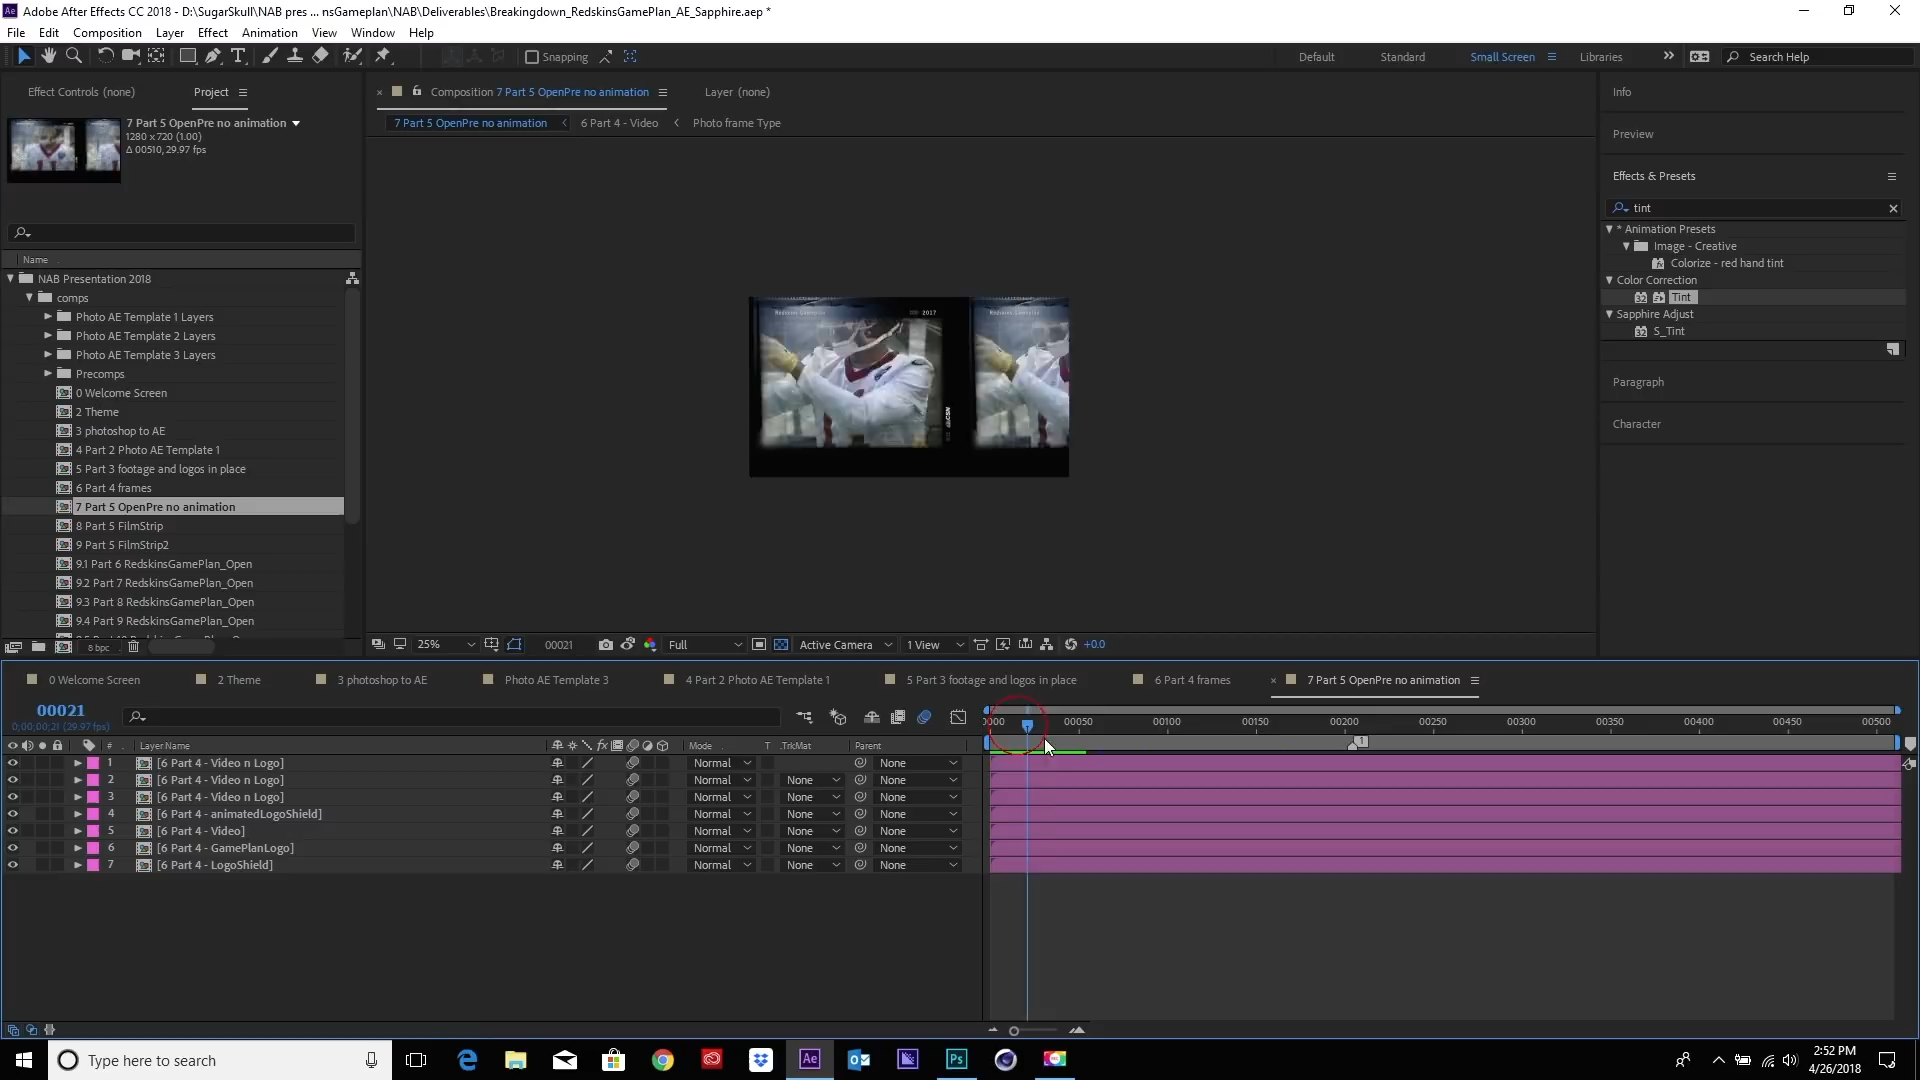 Adobe After Effects CC 2018 - D:\SugarSkull\NAB pres ... nsGameplan\NAB\Deliverables\Breakingdown_RedskinsGamePlan_AE_Sapphire.aep *
File Edit Composition Layer Effect Animation View Window Help
Snapping Default Standard Small Screen Libraries Search Help
Effect Controls (none) Project
Composition 7 Part 5 OpenPre no animation Layer (none)
7 Part 5 OpenPre no animation 6 Part 4 - Video Photo frame Type
7 Part 5 OpenPre no animation
1280 x 720 (1.00)
Δ 00510, 29.97 fps
Name
NAB Presentation 2018
comps
Photo AE Template 1 Layers
Photo AE Template 2 Layers
Photo AE Template 3 Layers
Precomps
0 Welcome Screen
2 Theme
3 photoshop to AE
4 Part 2 Photo AE Template 1
5 Part 3 footage and logos in place
6 Part 4 frames
7 Part 5 OpenPre no animation
8 Part 5 FilmStrip
9 Part 5 FilmStrip2
9.1 Part 6 RedskinsGamePlan_Open
9.2 Part 7 RedskinsGamePlan_Open
9.3 Part 8 RedskinsGamePlan_Open
9.4 Part 9 RedskinsGamePlan_Open
8 bpc
Redskins Gameplan 2017 Redskins Gameplan
CSN
25% 00021 Full Active Camera 1 View +0.0
Info
Preview
Effects & Presets
tint
* Animation Presets
Image - Creative
Colorize - red hand tint
Color Correction
Tint
Sapphire Adjust
S_Tint
Paragraph
Character
0 Welcome Screen 2 Theme 3 photoshop to AE Photo AE Template 3 4 Part 2 Photo AE Template 1 5 Part 3 footage and logos in place 6 Part 4 frames 7 Part 5 OpenPre no animation
00021
0;00;00;21 (29.97 fps)
0000 00050 00100 00150 00200 00250 00300 00350 00400 00450 00500
# Layer Name Mode T .TrkMat Parent
1
1 [6 Part 4 - Video n Logo] Normal None
2 [6 Part 4 - Video n Logo] Normal None None
3 [6 Part 4 - Video n Logo] Normal None None
4 [6 Part 4 - animatedLogoShield] Normal None None
5 [6 Part 4 - Video] Normal None None
6 [6 Part 4 - GamePlanLogo] Normal None None
7 [6 Part 4 - LogoShield] Normal None None
Type here to search
2:52 PM
4/26/2018